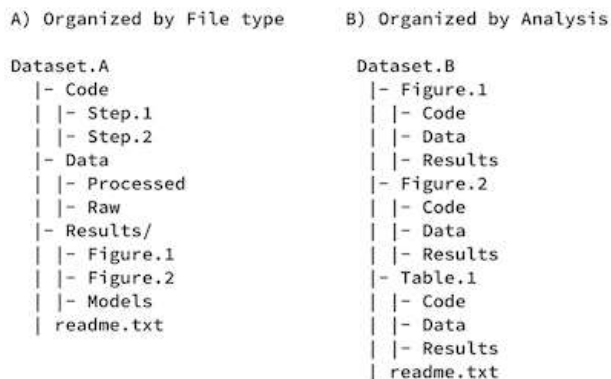 A) Organized by File type
Dataset.A
|- Code
| |- Step.1
| |- Step.2
|- Data
| |- Processed
| |- Raw
|- Results/
| |- Figure.1
| |- Figure.2
| |- Models
| readme.txt
B) Organized by Analysis
Dataset.B
|- Figure.1
| |- Code
| |- Data
| |- Results
|- Figure.2
| |- Code
| |- Data
| |- Results
|- Table.1
| |- Code
| |- Data
| |- Results
| readme.txt